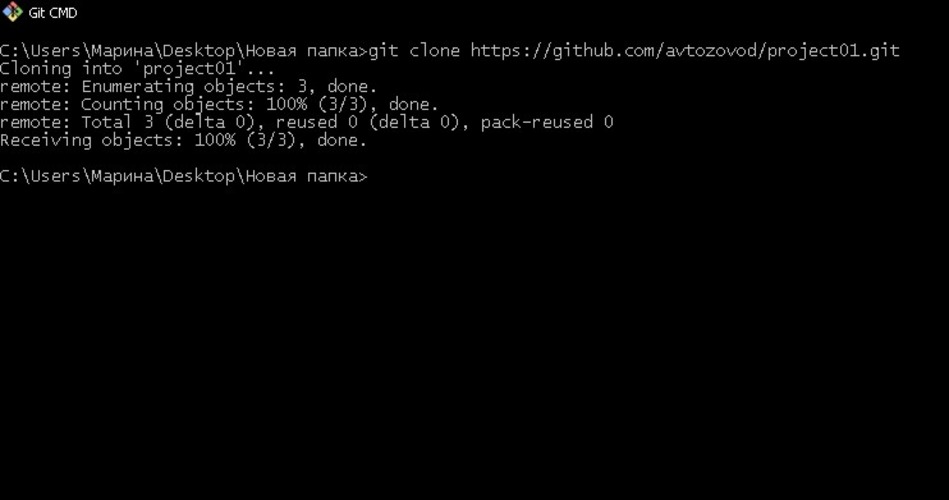 Git CMD
C:\Users\Марина\Desktop\Новая папка>git clone https://github.com/avtozovod/project01.git
Cloning into 'project01'...
remote: Enumerating objects: 3, done.
remote: Counting objects: 100% (3/3), done.
remote: Total 3 (delta 0), reused 0 (delta 0), pack-reused 0
Receiving objects: 100% (3/3), done.
C:\Users\Марина\Desktop\Новая папка>